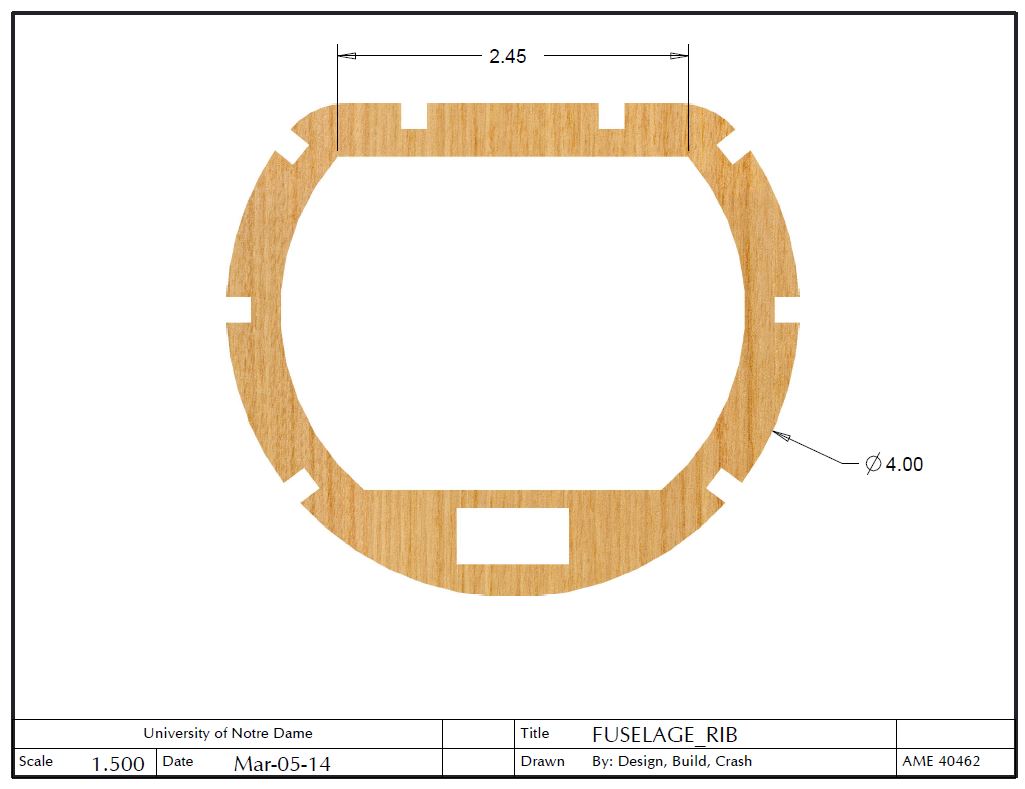 2.45
Ø 4.00
University of Notre Dame
Title FUSELAGE_RIB
Scale 1.500 Date Mar-05-14
Drawn By: Design, Build, Crash
AME 40462